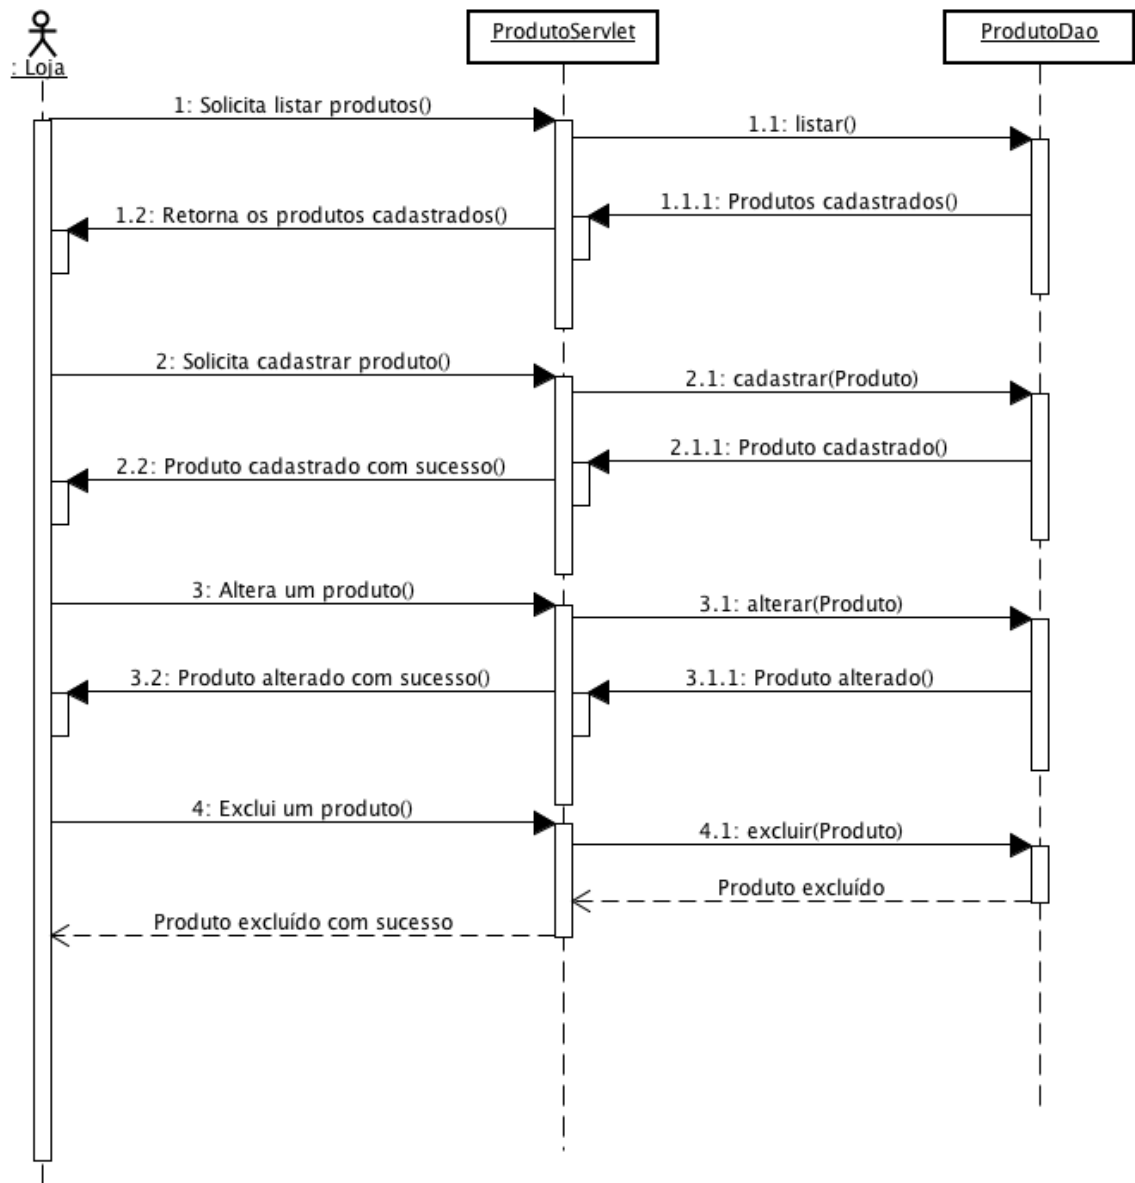 : Loja
ProdutoServlet
ProdutoDao
1: Solicita listar produtos()
1.1: listar()
1.1.1: Produtos cadastrados()
1.2: Retorna os produtos cadastrados()
2: Solicita cadastrar produto()
2.1: cadastrar(Produto)
2.1.1: Produto cadastrado()
2.2: Produto cadastrado com sucesso()
3: Altera um produto()
3.1: alterar(Produto)
3.1.1: Produto alterado()
3.2: Produto alterado com sucesso()
4: Exclui um produto()
4.1: excluir(Produto)
Produto excluído
Produto excluído com sucesso